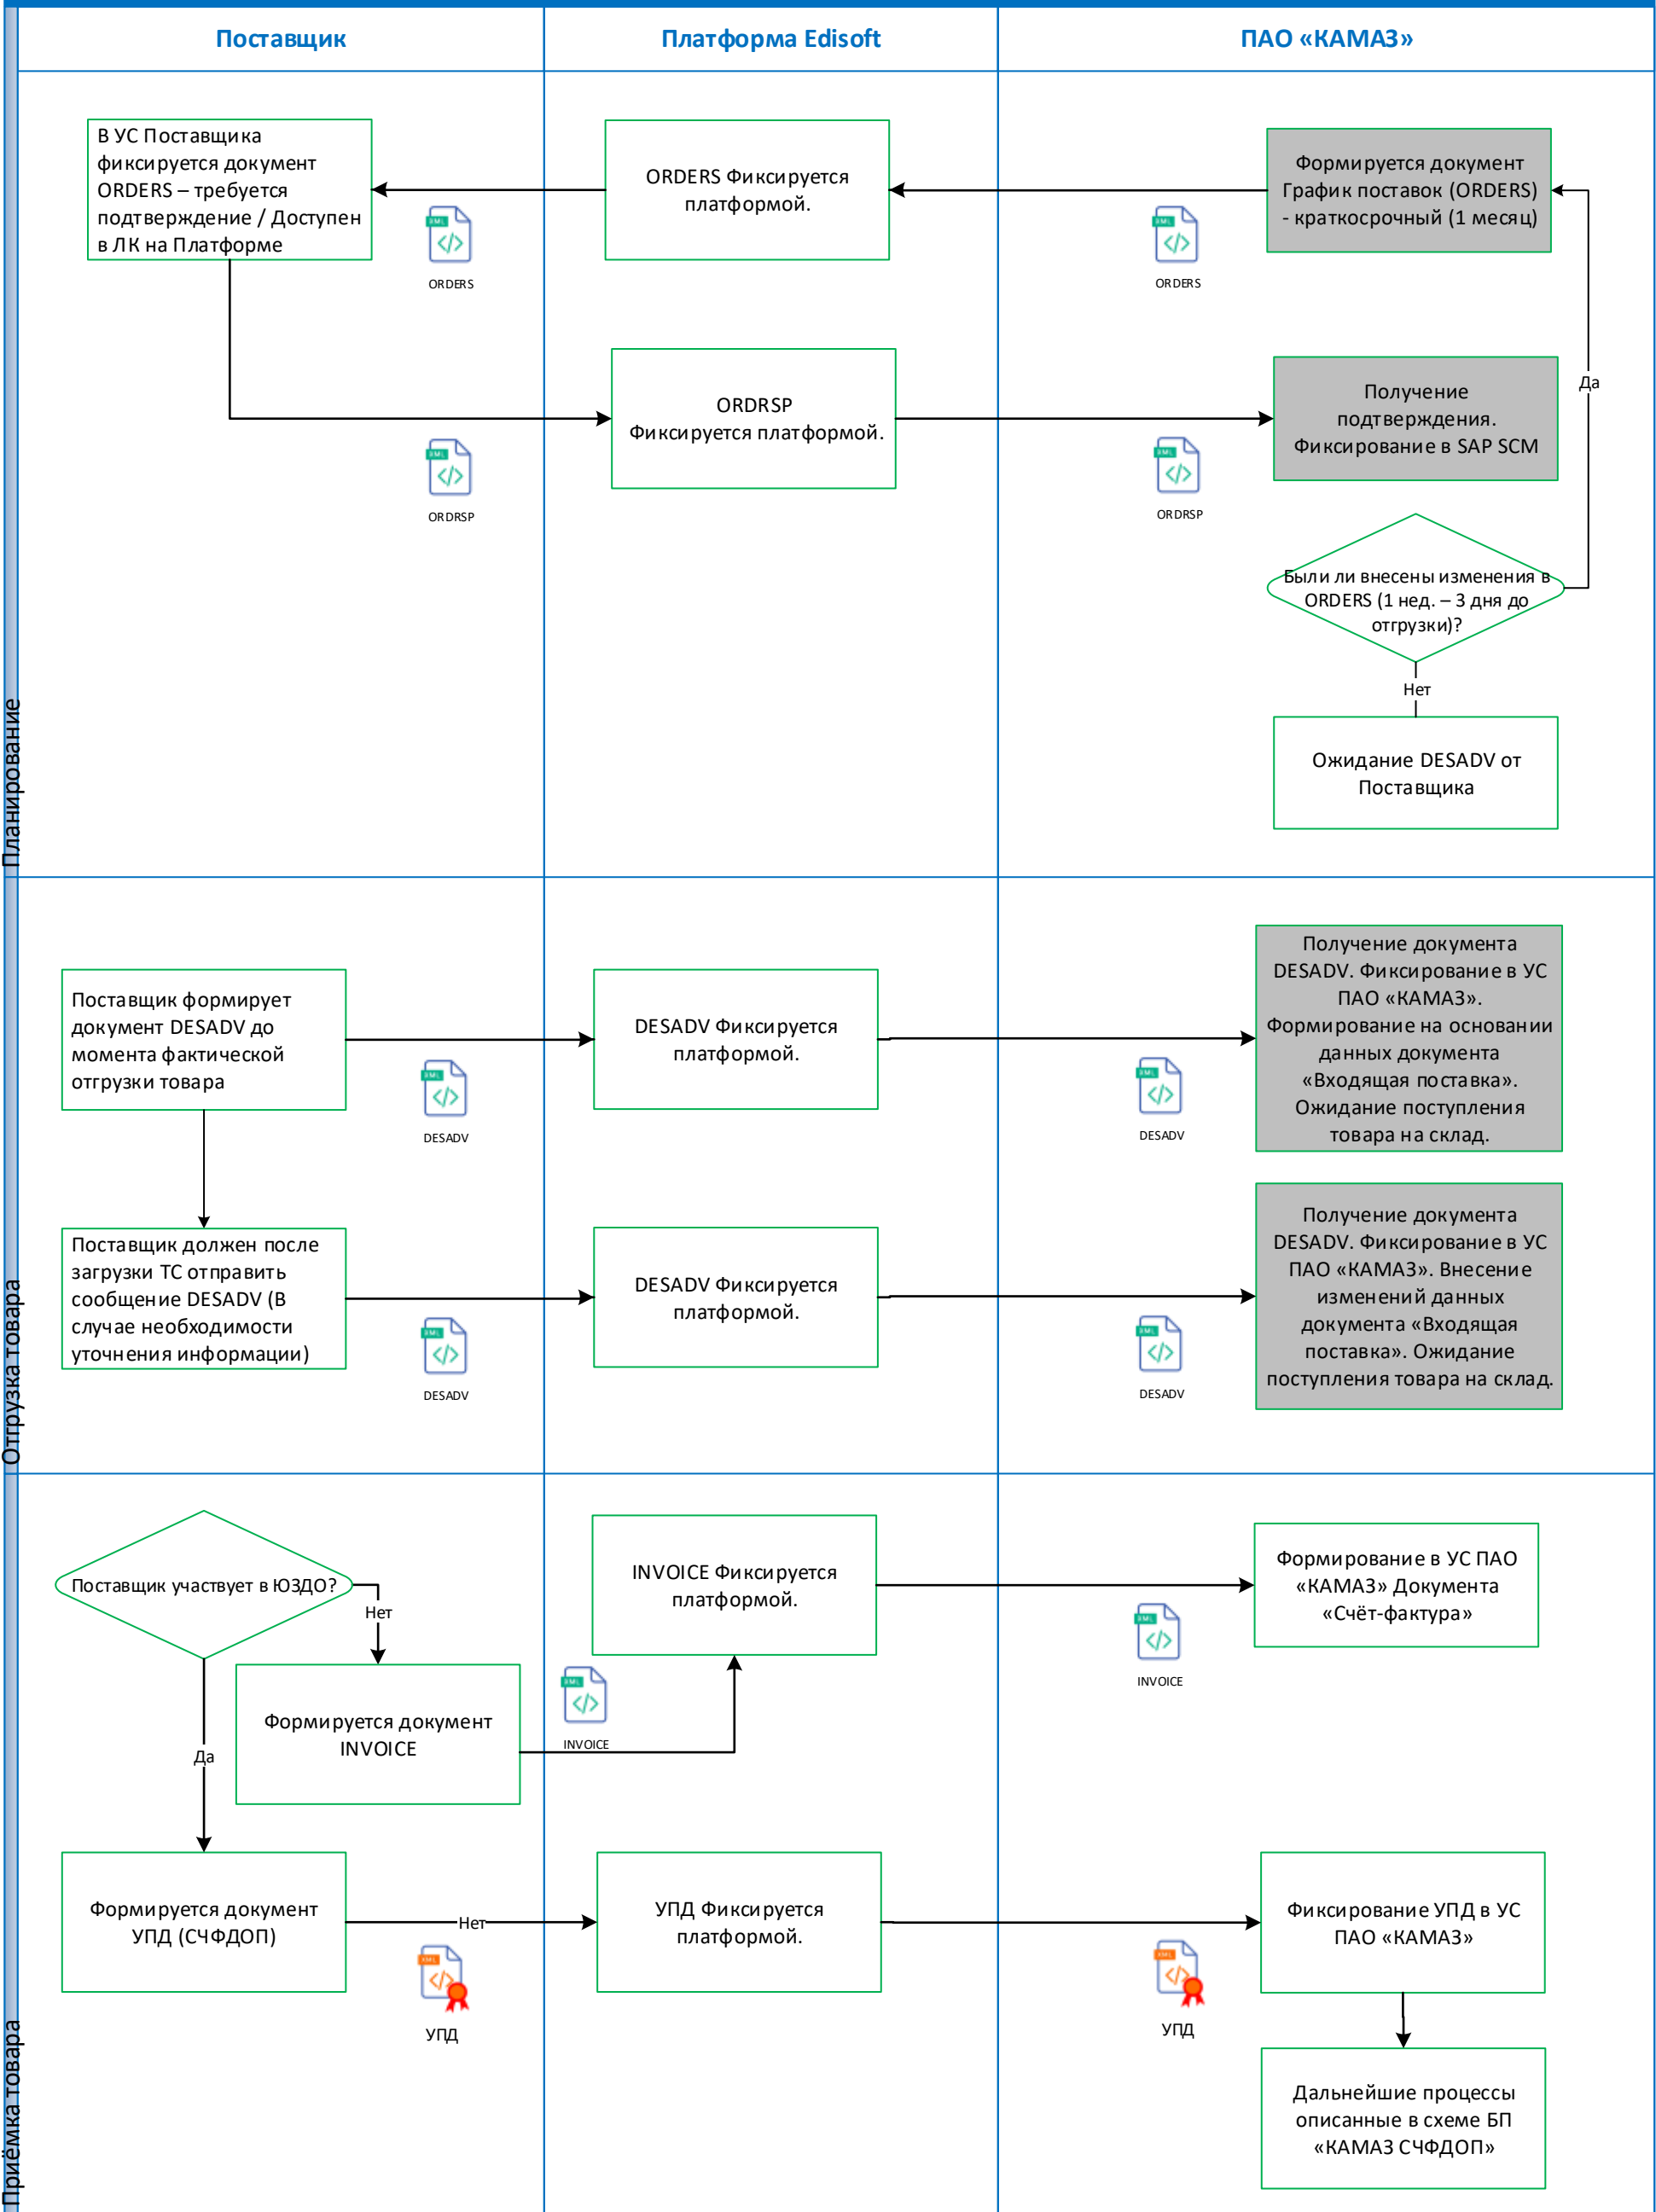 Поставщик
Платформа Edisoft
ПАО «КАМАЗ»
Планирование
В УС Поставщика
фиксируется документ
ORDERS – требуется
подтверждение / Доступен
в ЛК на Платформе
ORDERS
ORDERS Фиксируется
платформой.
ORDERS
Формируется документ
График поставок (ORDERS)
- краткосрочный (1 месяц)
Да
ORDRSP
ORDRSP
Фиксируется платформой.
ORDRSP
Получение
подтверждения.
Фиксирование в SAP SCM
Были ли внесены изменения в
ORDERS (1 нед. – 3 дня до
отгрузки)?
Нет
Ожидание DESADV от
Поставщика
Отгрузка товара
Поставщик формирует
документ DESADV до
момента фактической
отгрузки товара
DESADV
DESADV Фиксируется
платформой.
DESADV
Получение документа
DESADV. Фиксирование в УС
ПАО «КАМАЗ».
Формирование на основании
данных документа
«Входящая поставка».
Ожидание поступления
товара на склад.
Поставщик должен после
загрузки ТС отправить
сообщение DESADV (В
случае необходимости
уточнения информации)
DESADV
DESADV Фиксируется
платформой.
DESADV
Получение документа
DESADV. Фиксирование в УС
ПАО «КАМАЗ». Внесение
изменений данных
документа «Входящая
поставка». Ожидание
поступления товара на склад.
Приёмка товара
Поставщик участвует в ЮЗДО?
Нет
Да
Формируется документ
INVOICE
INVOICE
INVOICE Фиксируется
платформой.
INVOICE
Формирование в УС ПАО
«КАМАЗ» Документа
«Счёт-фактура»
Формируется документ
УПД (СЧФДОП)
Нет
УПД
УПД Фиксируется
платформой.
УПД
Фиксирование УПД в УС
ПАО «КАМАЗ»
Дальнейшие процессы
описанные в схеме БП
«КАМАЗ СЧФДОП»